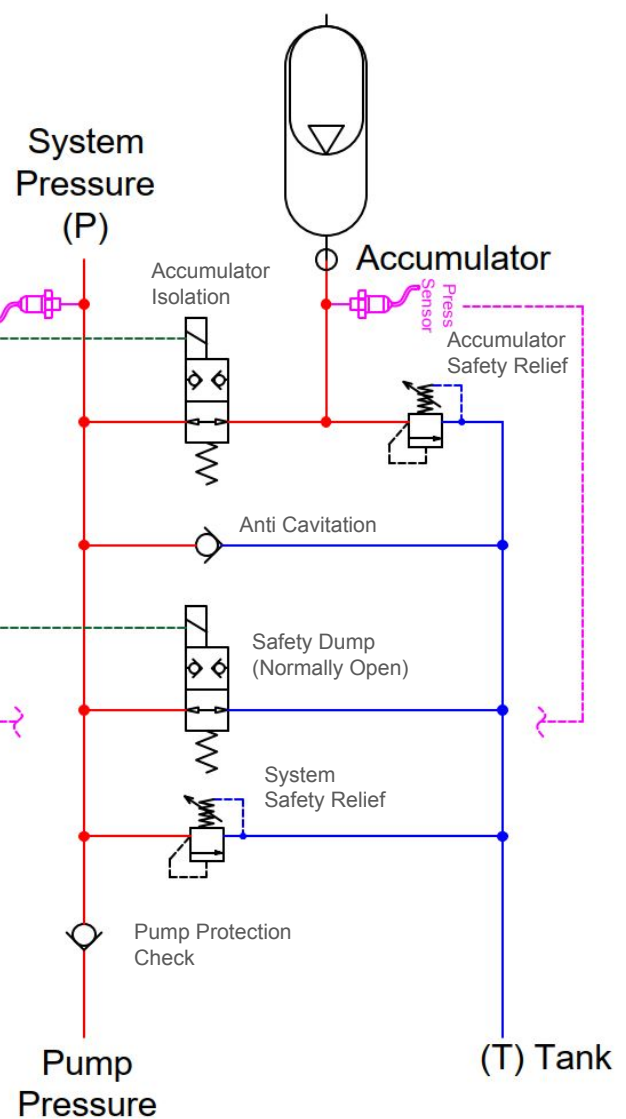 System
Pressure
(P)
Accumulator
Accumulator
Isolation
Press
Sensor
Accumulator
Safety Relief
Anti Cavitation
Safety Dump
(Normally Open)
System
Safety Relief
Pump Protection
Check
Pump
Pressure
(T) Tank